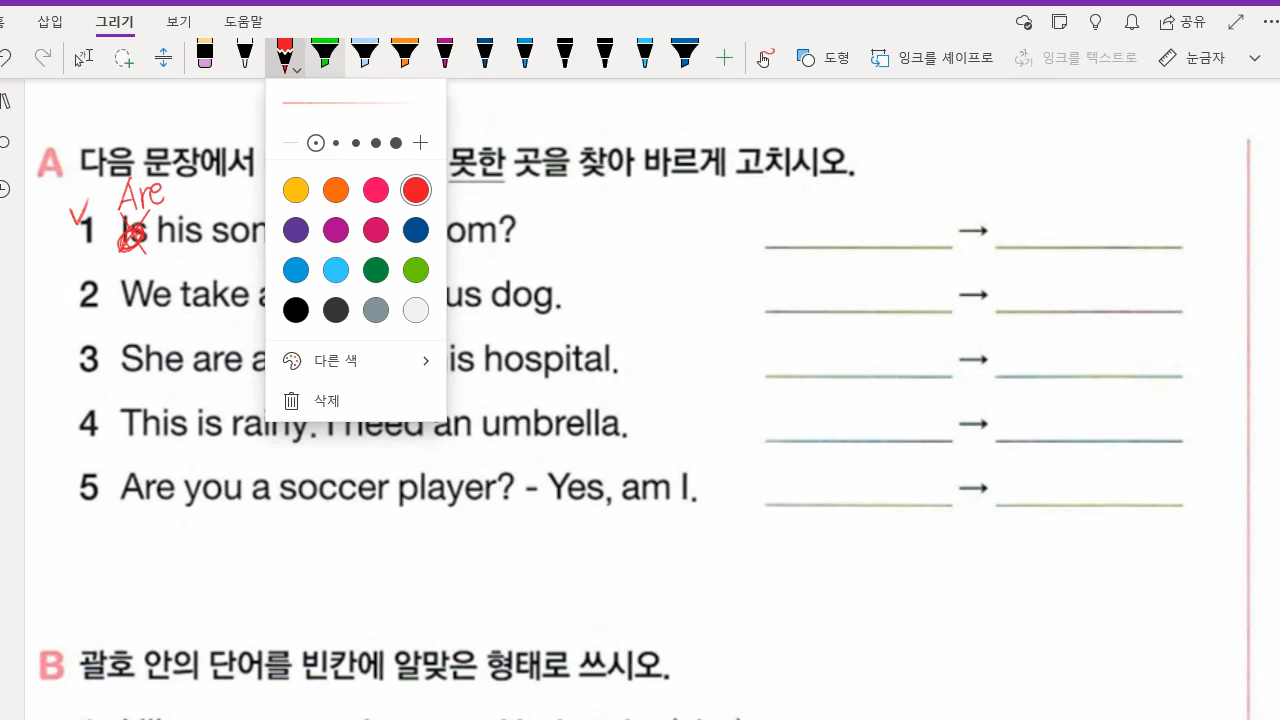 삽입 그리기 보기 도움말 공유
도형 잉크를 셰이프로 잉크를 텍스트로 눈금자
A 다음 문장에서 못한 곳을 찾아 바르게 고치시오.
Are
1 Is his son om? →
2 We take us dog. →
3 She are is hospital. →
다른 색
삭제
4 This is rainy. I need an umbrella. →
5 Are you a soccer player? - Yes, am I. →
B 괄호 안의 단어를 빈칸에 알맞은 형태로 쓰시오.